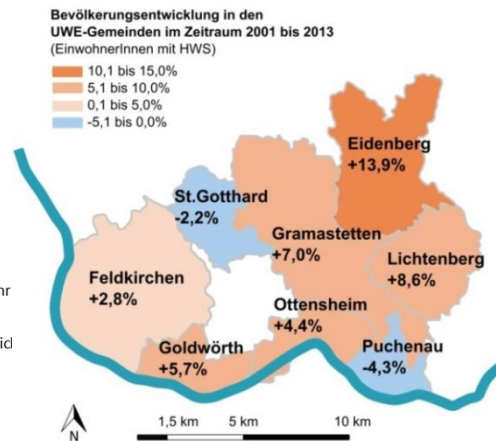 Bevölkerungsentwicklung in den
UWE-Gemeinden im Zeitraum 2001 bis 2013
(EinwohnerInnen mit HWS)
10,1 bis 15,0%
5,1 bis 10,0%
0,1 bis 5,0%
-5,1 bis 0,0%
Eidenberg
+13,9%
St.Gotthard
-2,2%
Gramastetten
+7,0%
Lichtenberg
+8,6%
Feldkirchen
+2,8%
Ottensheim
+4,4%
Goldwörth
+5,7%
Puchenau
-4,3%
N
1,5 km 5 km 10 km